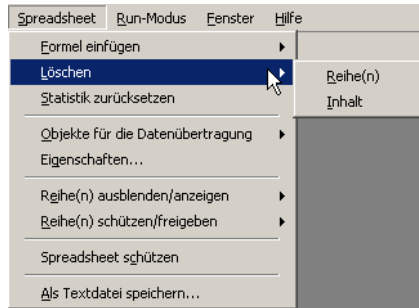 Spreadsheet Run-Modus Fenster Hilfe
Formel einfügen
Löschen
Reihe(n)
Statistik zurücksetzen
Inhalt
Objekte für die Datenübertragung
Eigenschaften...
Reihe(n) ausblenden/anzeigen
Reihe(n) schützen/freigeben
Spreadsheet schützen
Als Textdatei speichern...